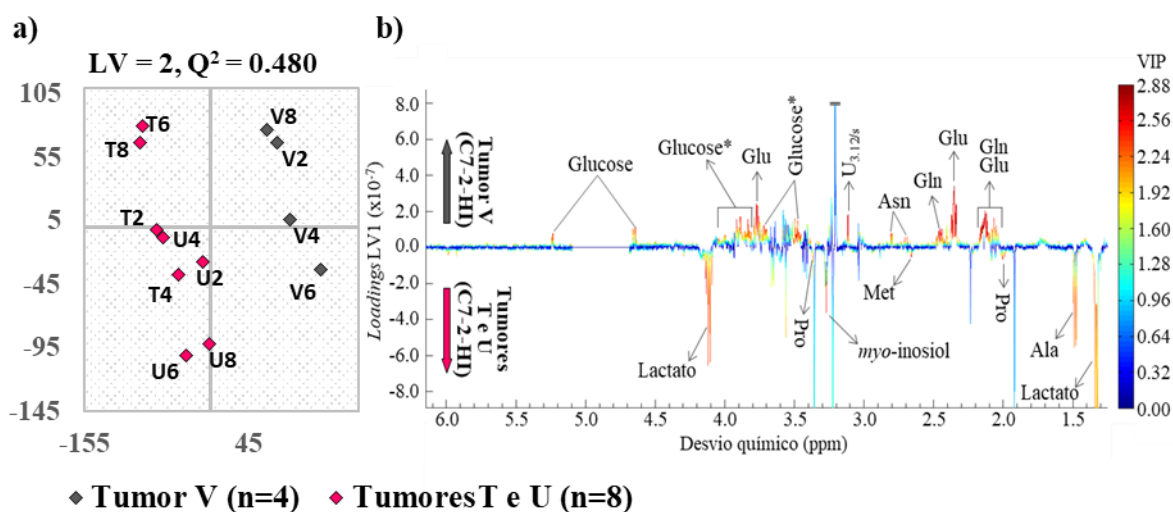 a)
LV = 2, Q² = 0.480
105
55
5
-45
-95
-145
-155
45
T6
T8
V8
V2
T2
U4
V4
U2
T4
V6
U8
U6
b)
VIP
2.88
2.56
2.24
1.92
1.60
1.28
0.96
0.64
0.32
0.00
Loadings LV1 (x10⁻⁷)
8.0
6.0
4.0
2.0
0.0
-2.0
-4.0
-6.0
-8.0
Tumor V
(C7-2-HI)
Tumores
T e U
(C7-2-HI)
Glucose
Glucose*
Glu
Glucose*
U3.12/s
Asn
Gln
Glu
Gln
Glu
Lactato
Pro
myo-inosiol
Met
Pro
Ala
Lactato
6.0 5.5 5.0 4.5 4.0 3.5 3.0 2.5 2.0 1.5
Desvio químico (ppm)
Tumor V (n=4) Tumores T e U (n=8)